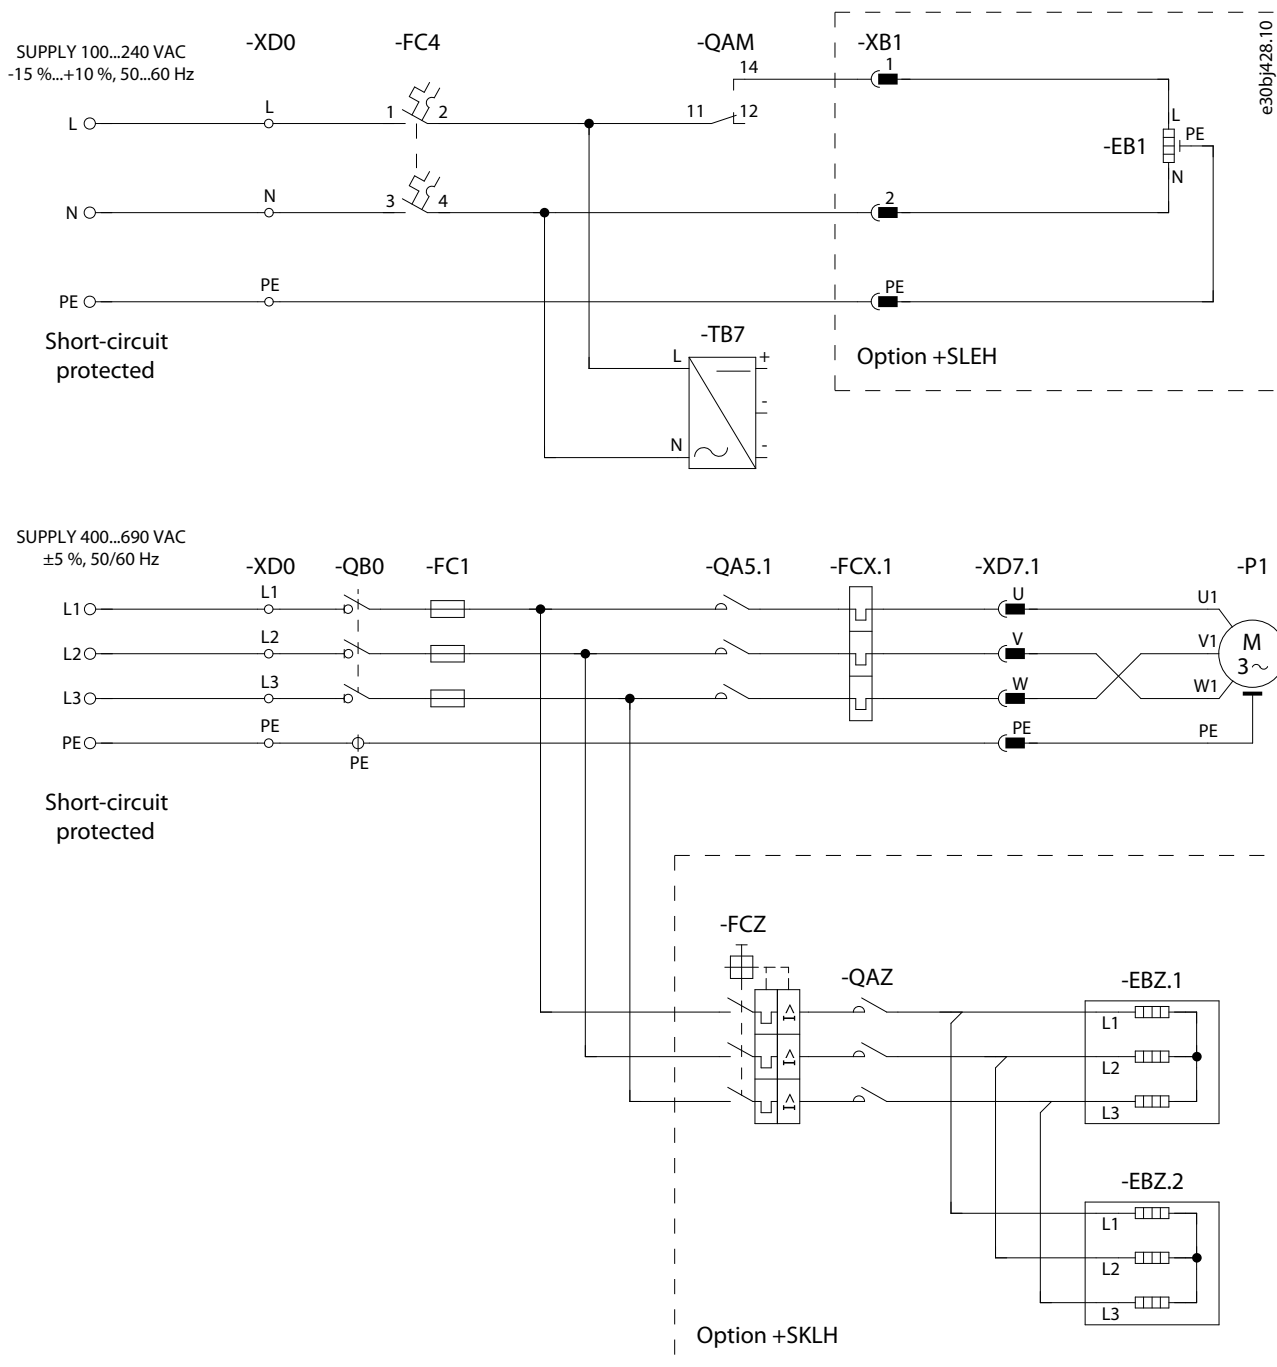 SUPPLY 100...240 VAC
-15 %...+10 %, 50...60 Hz
-XD0
-FC4
-QAM
-XB1
e30bj428.10
14
1
L
L
1
2
11
12
L
-EB1
PE
N
N
N
3
4
2
PE
PE
PE
Short-circuit
protected
-TB7
L
+
-
N
-
Option +SLEH
SUPPLY 400...690 VAC
±5 %, 50/60 Hz
-XD0
-QB0
-FC1
-QA5.1
-FCX.1
-XD7.1
-P1
L1
L1
U
U1
L2
L2
V
V1
M
3~
L3
L3
W
W1
PE
PE
PE
PE
PE
Short-circuit
protected
-FCZ
-QAZ
-EBZ.1
I>
L1
I>
L2
I>
L3
-EBZ.2
L1
L2
L3
Option +SKLH